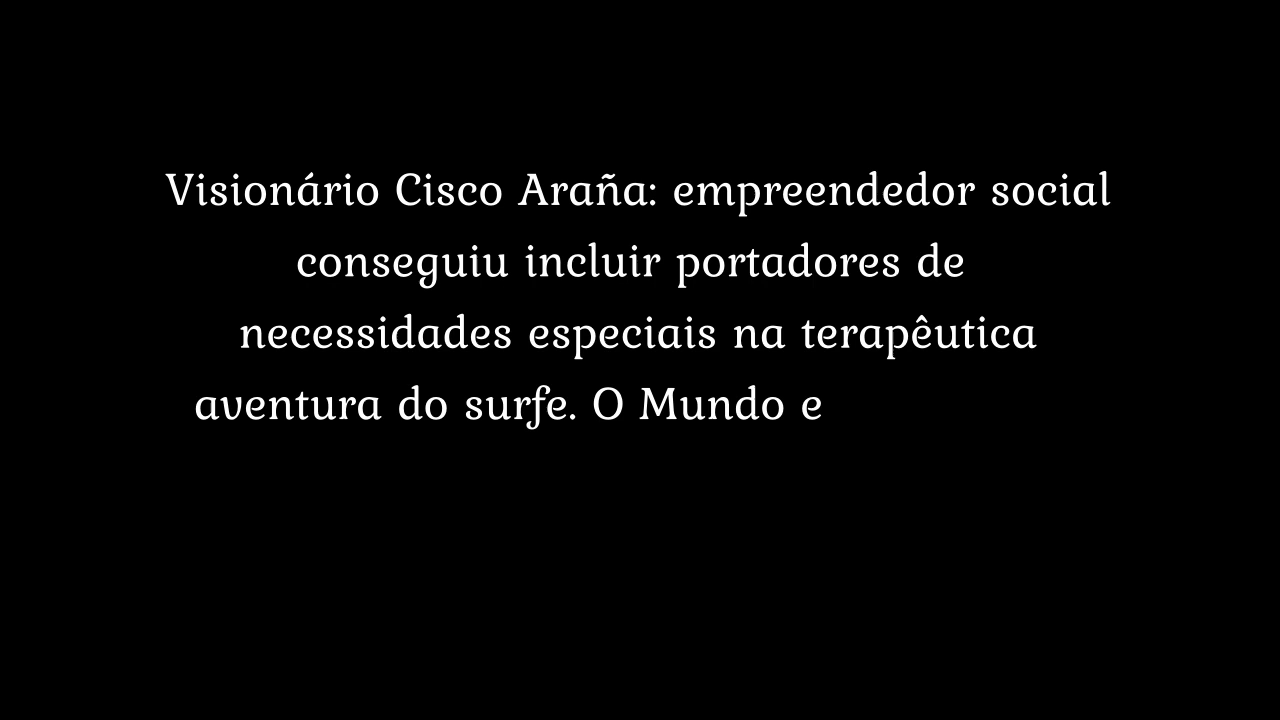 Visionário Cisco Araña: empreendedor social
conseguiu incluir portadores de
necessidades especiais na terapêutica
aventura do surfe. O Mundo e